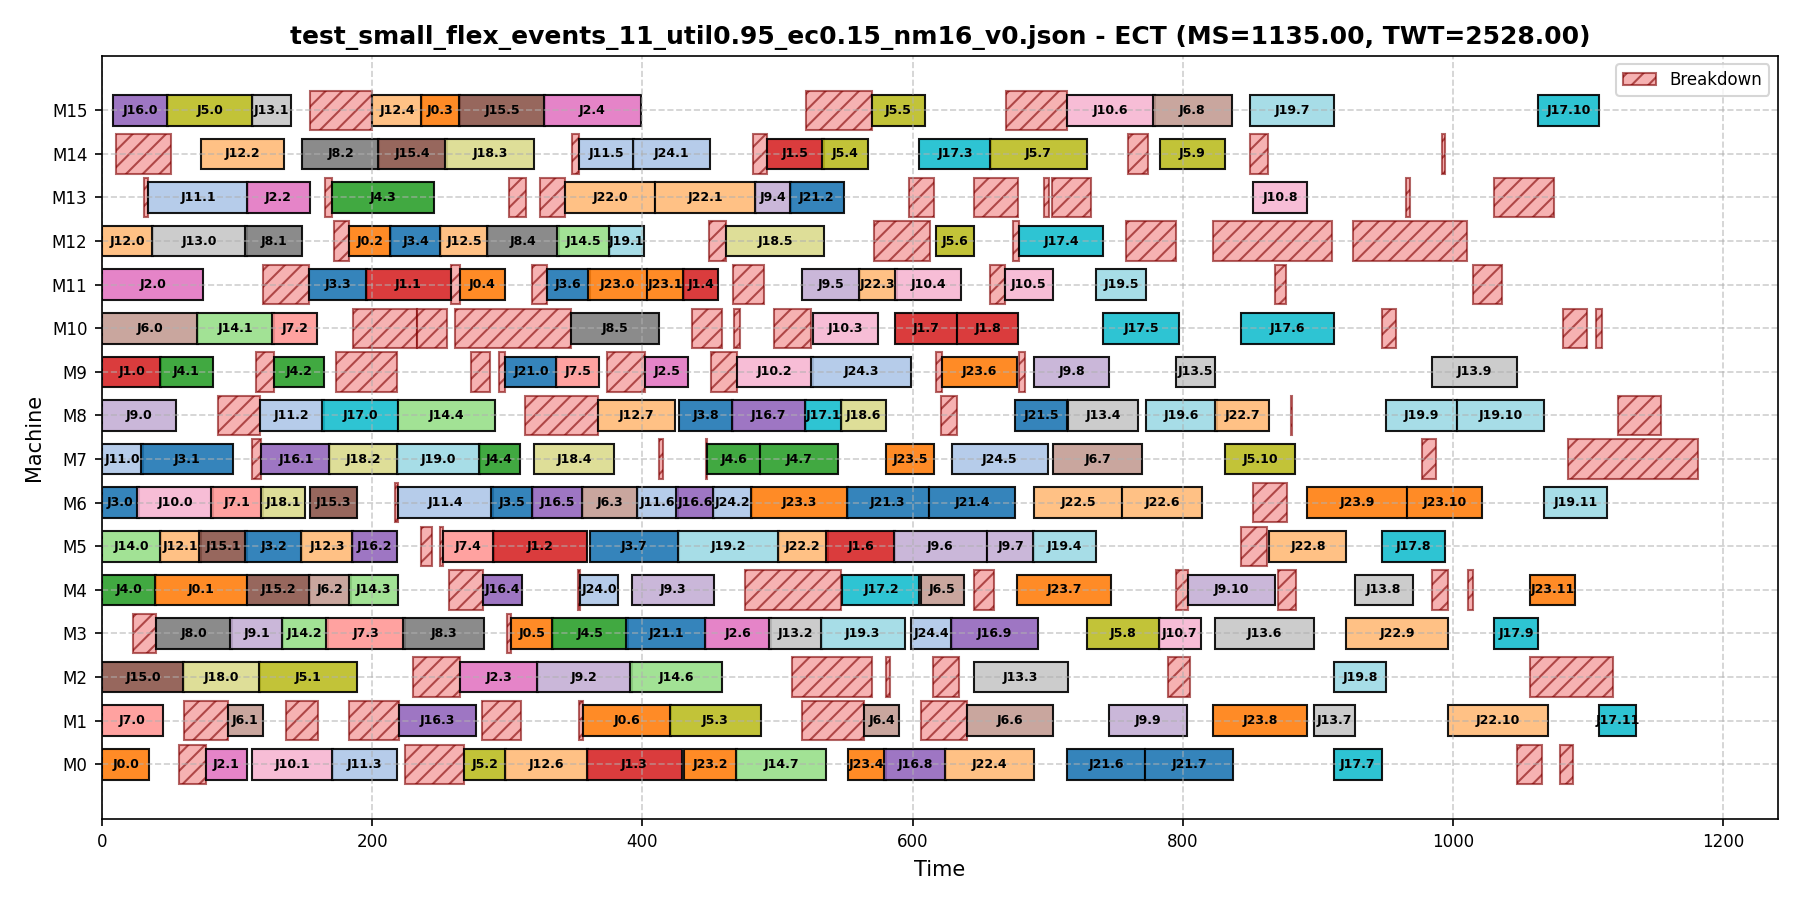 test_small_flex_events_11_util0.95_ec0.15_nm16_v0.json - ECT (MS=1135.00, TWT=2528.00)
Breakdown
M15 J16.0 J5.0 J13.1 J12.4 J0.3 J15.5 J2.4 J5.5 J10.6 J6.8 J19.7 J17.10
M14 J12.2 J8.2 J15.4 J18.3 J11.5 J24.1 J1.5 J5.4 J17.3 J5.7 J5.9
M13 J11.1 J2.2 J4.3 J22.0 J22.1 J9.4 J21.2 J10.8
M12 J12.0 J13.0 J8.1 J0.2 J3.4 J12.5 J8.4 J14.5 J19.1 J18.5 J5.6 J17.4
M11 J2.0 J3.3 J1.1 J0.4 J3.6 J23.0 J23.1 J1.4 J9.5 J22.3 J10.4 J10.5 J19.5
M10 J6.0 J14.1 J7.2 J8.5 J10.3 J1.7 J1.8 J17.5 J17.6
M9 J1.0 J4.1 J4.2 J21.0 J7.5 J2.5 J10.2 J24.3 J23.6 J9.8 J13.5 J13.9
M8 J9.0 J11.2 J17.0 J14.4 J12.7 J3.8 J16.7 J17.1 J18.6 J21.5 J13.4 J19.6 J22.7 J19.9 J19.10
M7 J11.0 J3.1 J16.1 J18.2 J19.0 J4.4 J18.4 J4.6 J4.7 J23.5 J24.5 J6.7 J5.10
M6 J3.0 J10.0 J7.1 J18.1 J15.3 J11.4 J3.5 J16.5 J6.3 J11.6 J16.6 J24.2 J23.3 J21.3 J21.4 J22.5 J22.6 J23.9 J23.10 J19.11
M5 J14.0 J12.1 J15.1 J3.2 J12.3 J16.2 J7.4 J1.2 J3.7 J19.2 J22.2 J1.6 J9.6 J9.7 J19.4 J22.8 J17.8
M4 J4.0 J0.1 J15.2 J6.2 J14.3 J16.4 J24.0 J9.3 J17.2 J6.5 J23.7 J9.10 J13.8 J23.11
M3 J8.0 J9.1 J14.2 J7.3 J8.3 J0.5 J4.5 J21.1 J2.6 J13.2 J19.3 J24.4 J16.9 J5.8 J10.7 J13.6 J22.9 J17.9
M2 J15.0 J18.0 J5.1 J2.3 J9.2 J14.6 J13.3 J19.8
M1 J7.0 J6.1 J16.3 J0.6 J5.3 J6.4 J6.6 J9.9 J23.8 J13.7 J22.10 J17.11
M0 J0.0 J2.1 J10.1 J11.3 J5.2 J12.6 J1.3 J23.2 J14.7 J23.4 J16.8 J22.4 J21.6 J21.7 J17.7
0 200 400 600 800 1000 1200
Time
Machine